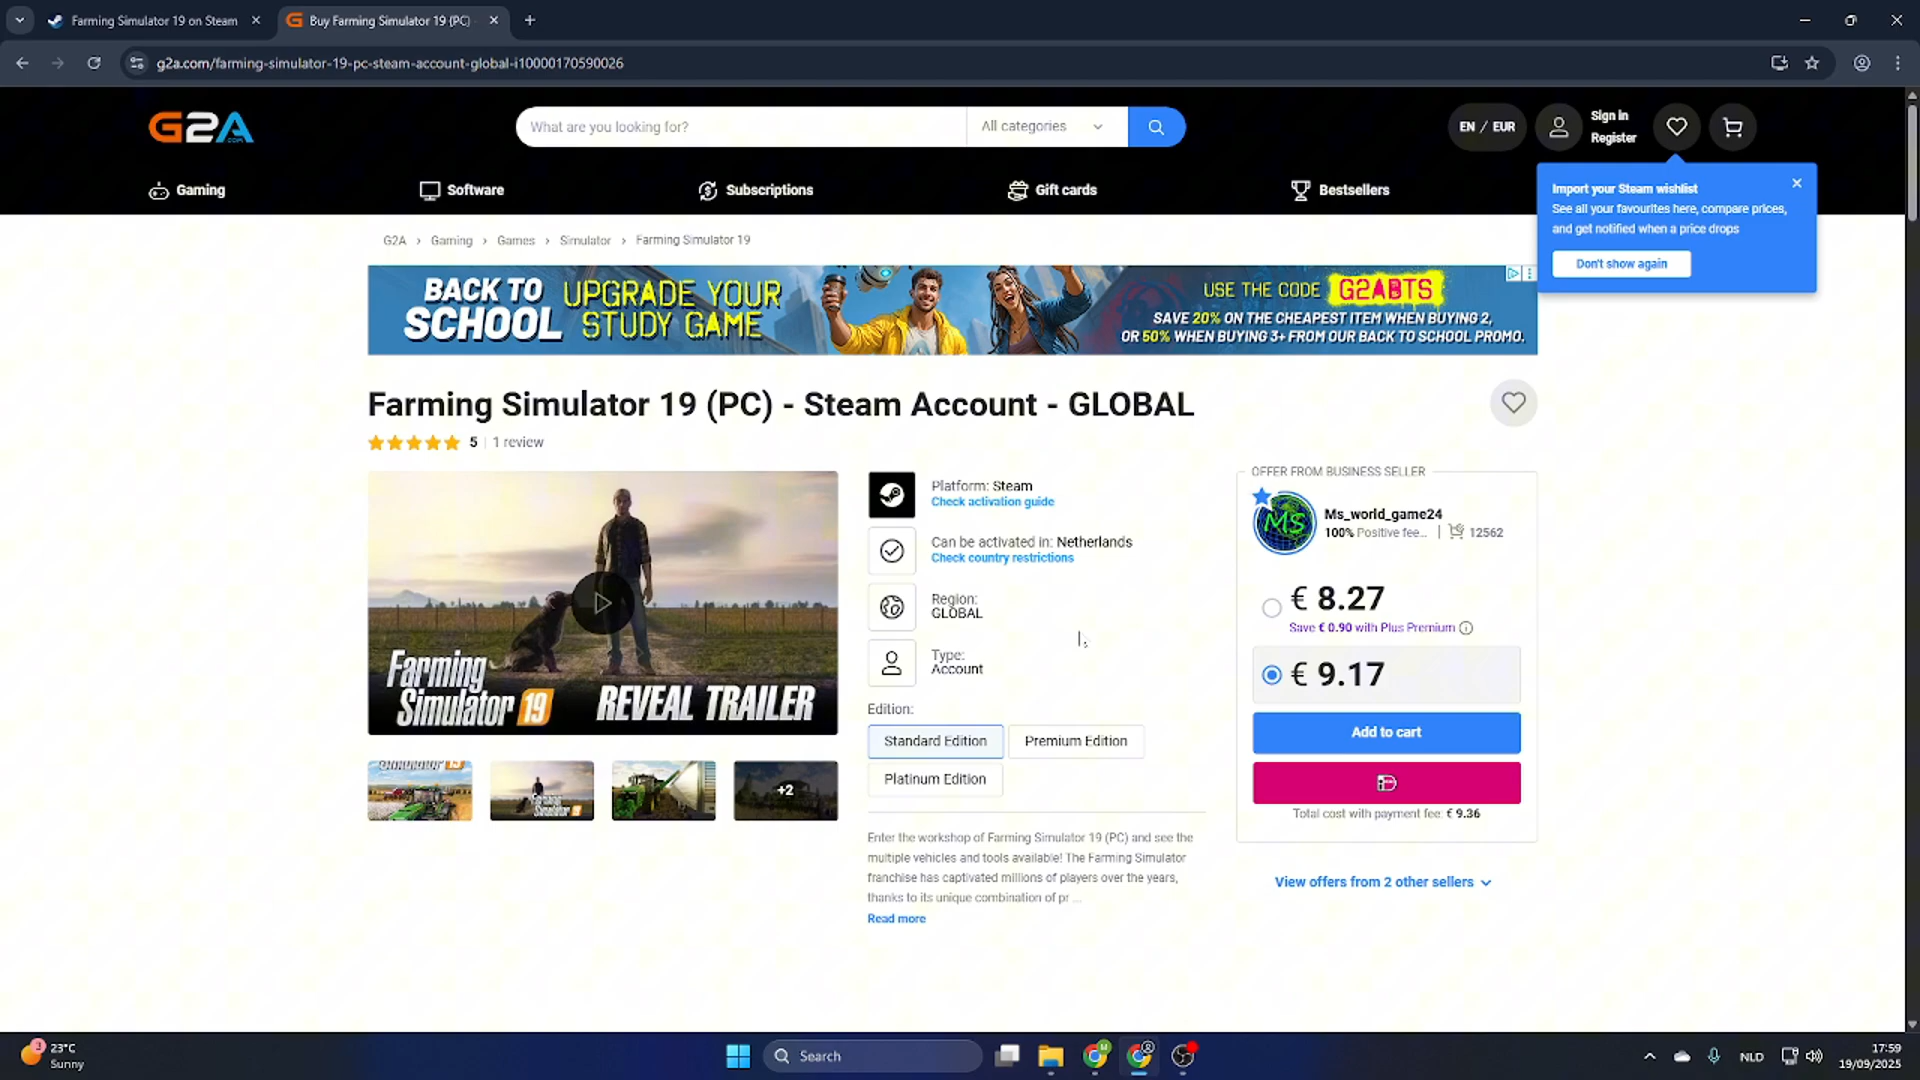 Farming Simulator 19 on Steam
Buy Farming Simulator 19 (PC)
g2a.com/farming-simulator-19-pc-steam-account-global-i10000170590026
G2A.COM
What are you looking for?
All categories
EN / EUR
Sign in
Register
Gaming
Software
Subscriptions
Gift cards
Bestsellers
Import your Steam wishlist
See all your favourites here, compare prices,
and get notified when a price drops
Don't show again
G2A > Gaming > Games > Simulator > Farming Simulator 19
BACK TO
SCHOOL
UPGRADE YOUR
STUDY GAME
USE THE CODE G2ABTS
SAVE 20% ON THE CHEAPEST ITEM WHEN BUYING 2,
OR 50% WHEN BUYING 3+ FROM OUR BACK TO SCHOOL PROMO.
Farming Simulator 19 (PC) - Steam Account - GLOBAL
5 | 1 review
Farming
Simulator 19
REVEAL TRAILER
+2
Platform: Steam
Check activation guide
Can be activated in: Netherlands
Check country restrictions
Region:
GLOBAL
Type:
Account
Edition:
Standard Edition
Premium Edition
Platinum Edition
Enter the workshop of Farming Simulator 19 (PC) and see the
multiple vehicles and tools available! The Farming Simulator
franchise has captivated millions of players over the years,
thanks to its unique combination of pr ...
Read more
OFFER FROM BUSINESS SELLER
MS
Ms_world_game24
100% Positive fee... | 12562
€ 8.27
Save € 0.90 with Plus Premium
€ 9.17
Add to cart
Total cost with payment fee: € 9.36
View offers from 2 other sellers
3
23°C
Sunny
Search
NLD
17:59
19/09/2025